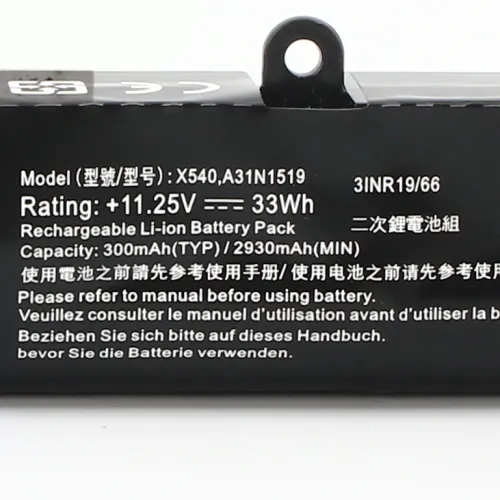 Model (型號/型号) : X540,A31N1519
3INR19/66
Rating: +11.25V ⎓ 33Wh
Rechargeable Li-ion Battery Pack
二次鋰電池組
Capacity: 300mAh(TYP) / 2930mAh(MIN)
使用電池之前請先參考使用手册/ 使用电池之前请先参考使用
Please refer to manual before using battery.
Veuillez consulter le manuel d'utilisation avant d'utiliser la b
Beziehen Sie sich bitte auf dieses Handbuch.
bevor Sie die Batterie verwenden.